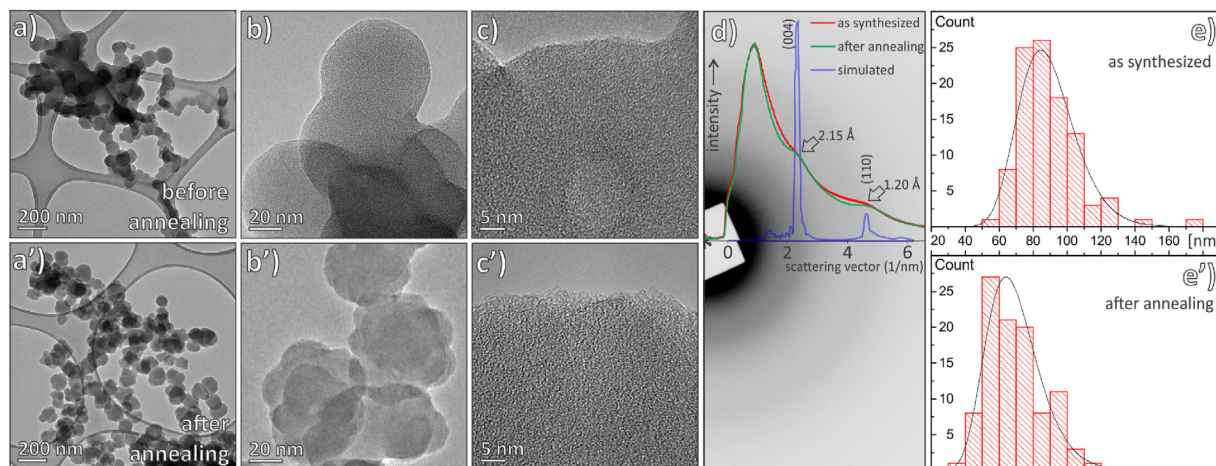 a)
before
annealing
200 nm
b)
20 nm
c)
5 nm
a')
after
annealing
200 nm
b')
20 nm
c')
5 nm
d)
as synthesized
after annealing
simulated
(004)
intensity
2.15 Å
(110)
1.20 Å
0 2 4 6
scattering vector (1/nm)
Count
e)
as synthesized
25
20
15
10
5
20 40 60 80 100 120 140 160 [nm]
Count
e')
after annealing
25
20
15
10
5